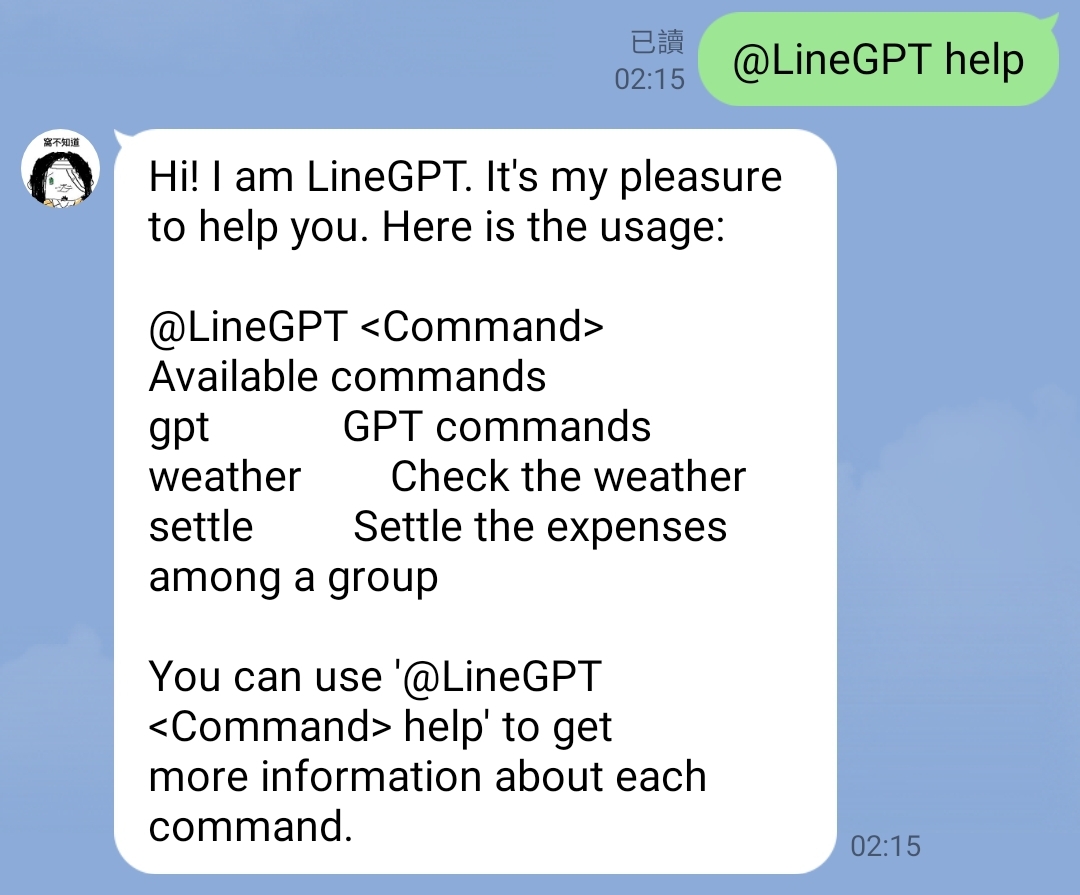 已讀
02:15
@LineGPT help
窩不知道
Hi! I am LineGPT. It's my pleasure
to help you. Here is the usage:
@LineGPT <Command>
Available commands
gpt GPT commands
weather Check the weather
settle Settle the expenses
among a group
You can use '@LineGPT
<Command> help' to get
more information about each
command.
02:15